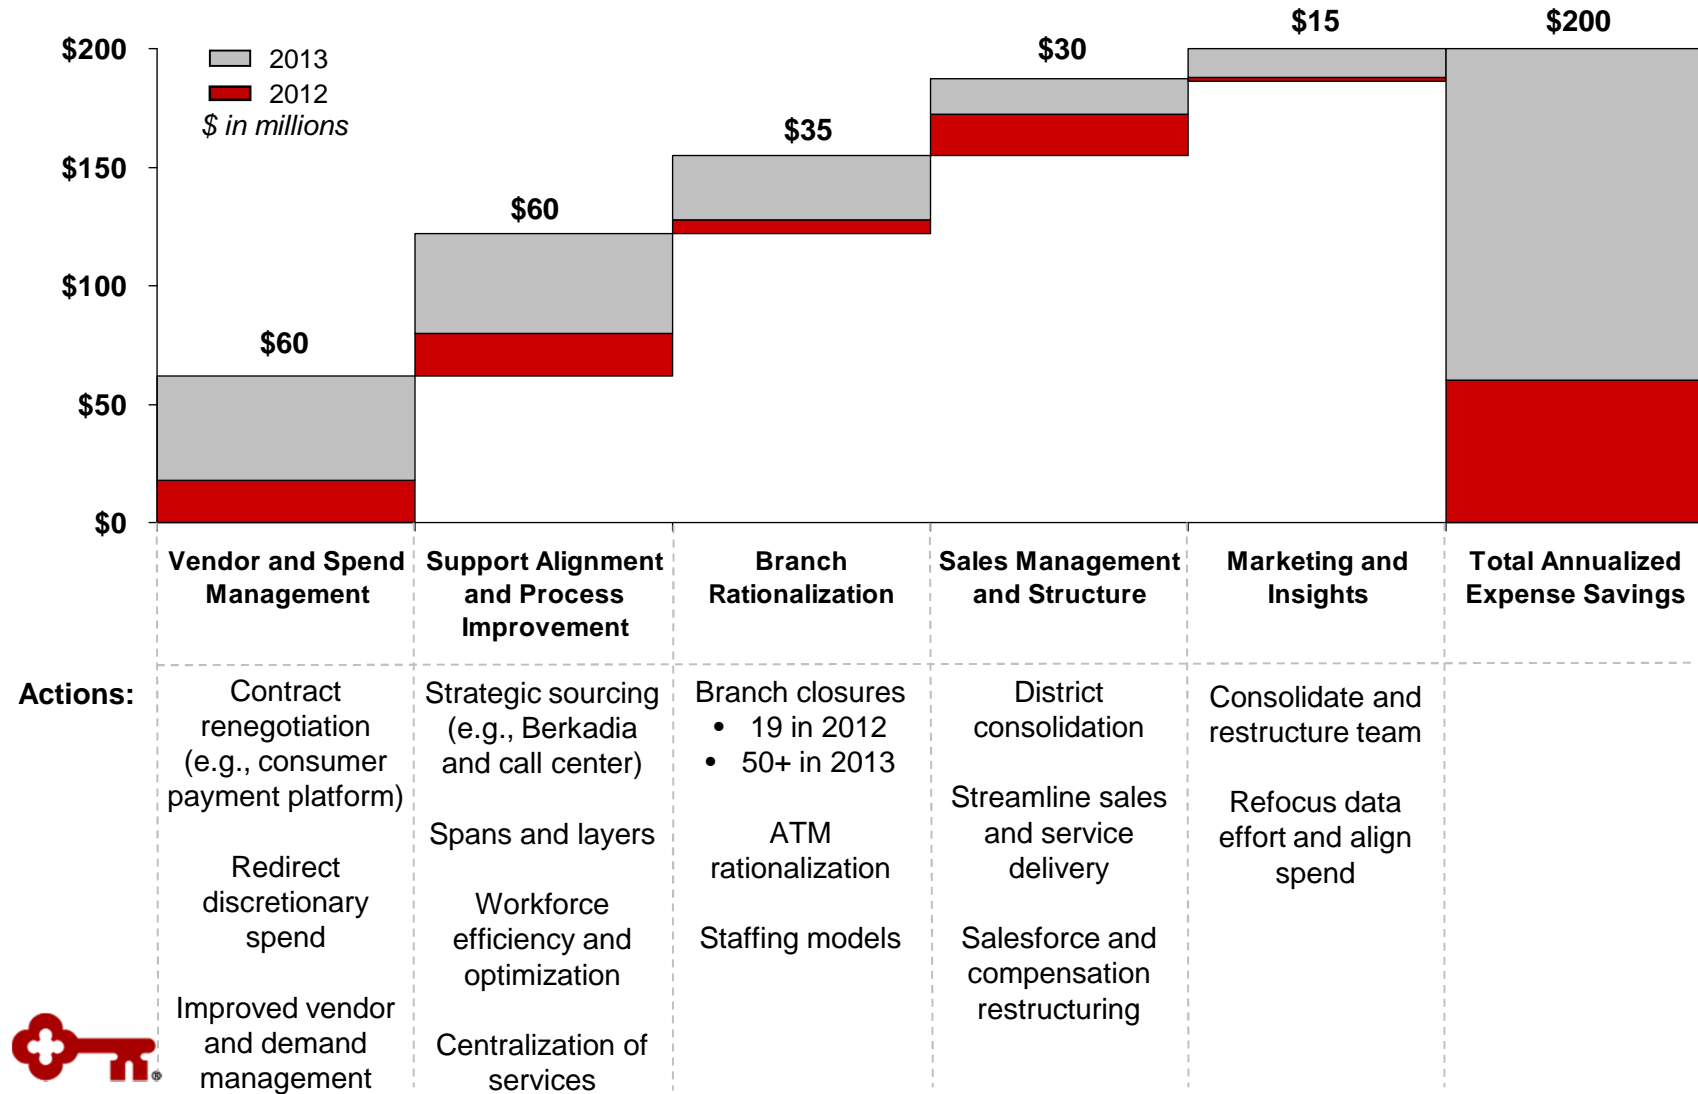 $15
$200
$30
$200
2013
2012
$ in millions
$35
$150
$60
$100
$60
$50
$0
Vendor and Spend
Management
Support Alignment
and Process
Improvement
Branch
Rationalization
Sales Management
and Structure
Marketing and
Insights
Total Annualized
Expense Savings
Actions:
Contract
renegotiation
(e.g., consumer
payment platform)
Redirect
discretionary
spend
Improved vendor
and demand
management
Strategic sourcing
(e.g., Berkadia
and call center)
Spans and layers
Workforce
efficiency and
optimization
Centralization of
services
Branch closures
• 19 in 2012
• 50+ in 2013
ATM
rationalization
Staffing models
District
consolidation
Streamline sales
and service
delivery
Salesforce and
compensation
restructuring
Consolidate and
restructure team
Refocus data
effort and align
spend
®